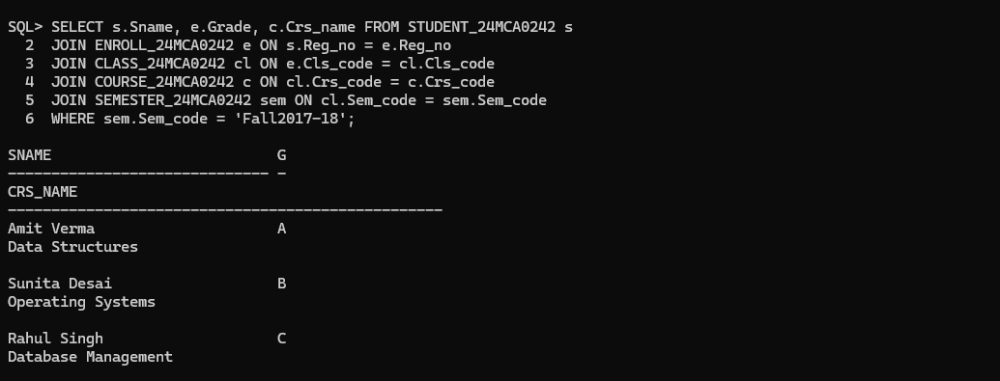 SQL> SELECT s.Sname, e.Grade, c.Crs_name FROM STUDENT_24MCA0242 s
  2  JOIN ENROLL_24MCA0242 e ON s.Reg_no = e.Reg_no
  3  JOIN CLASS_24MCA0242 cl ON e.Cls_code = cl.Cls_code
  4  JOIN COURSE_24MCA0242 c ON cl.Crs_code = c.Crs_code
  5  JOIN SEMESTER_24MCA0242 sem ON cl.Sem_code = sem.Sem_code
  6  WHERE sem.Sem_code = 'Fall2017-18';
SNAME                          G
------------------------------ -
CRS_NAME
--------------------------------------------------
Amit Verma                     A
Data Structures
Sunita Desai                   B
Operating Systems
Rahul Singh                    C
Database Management